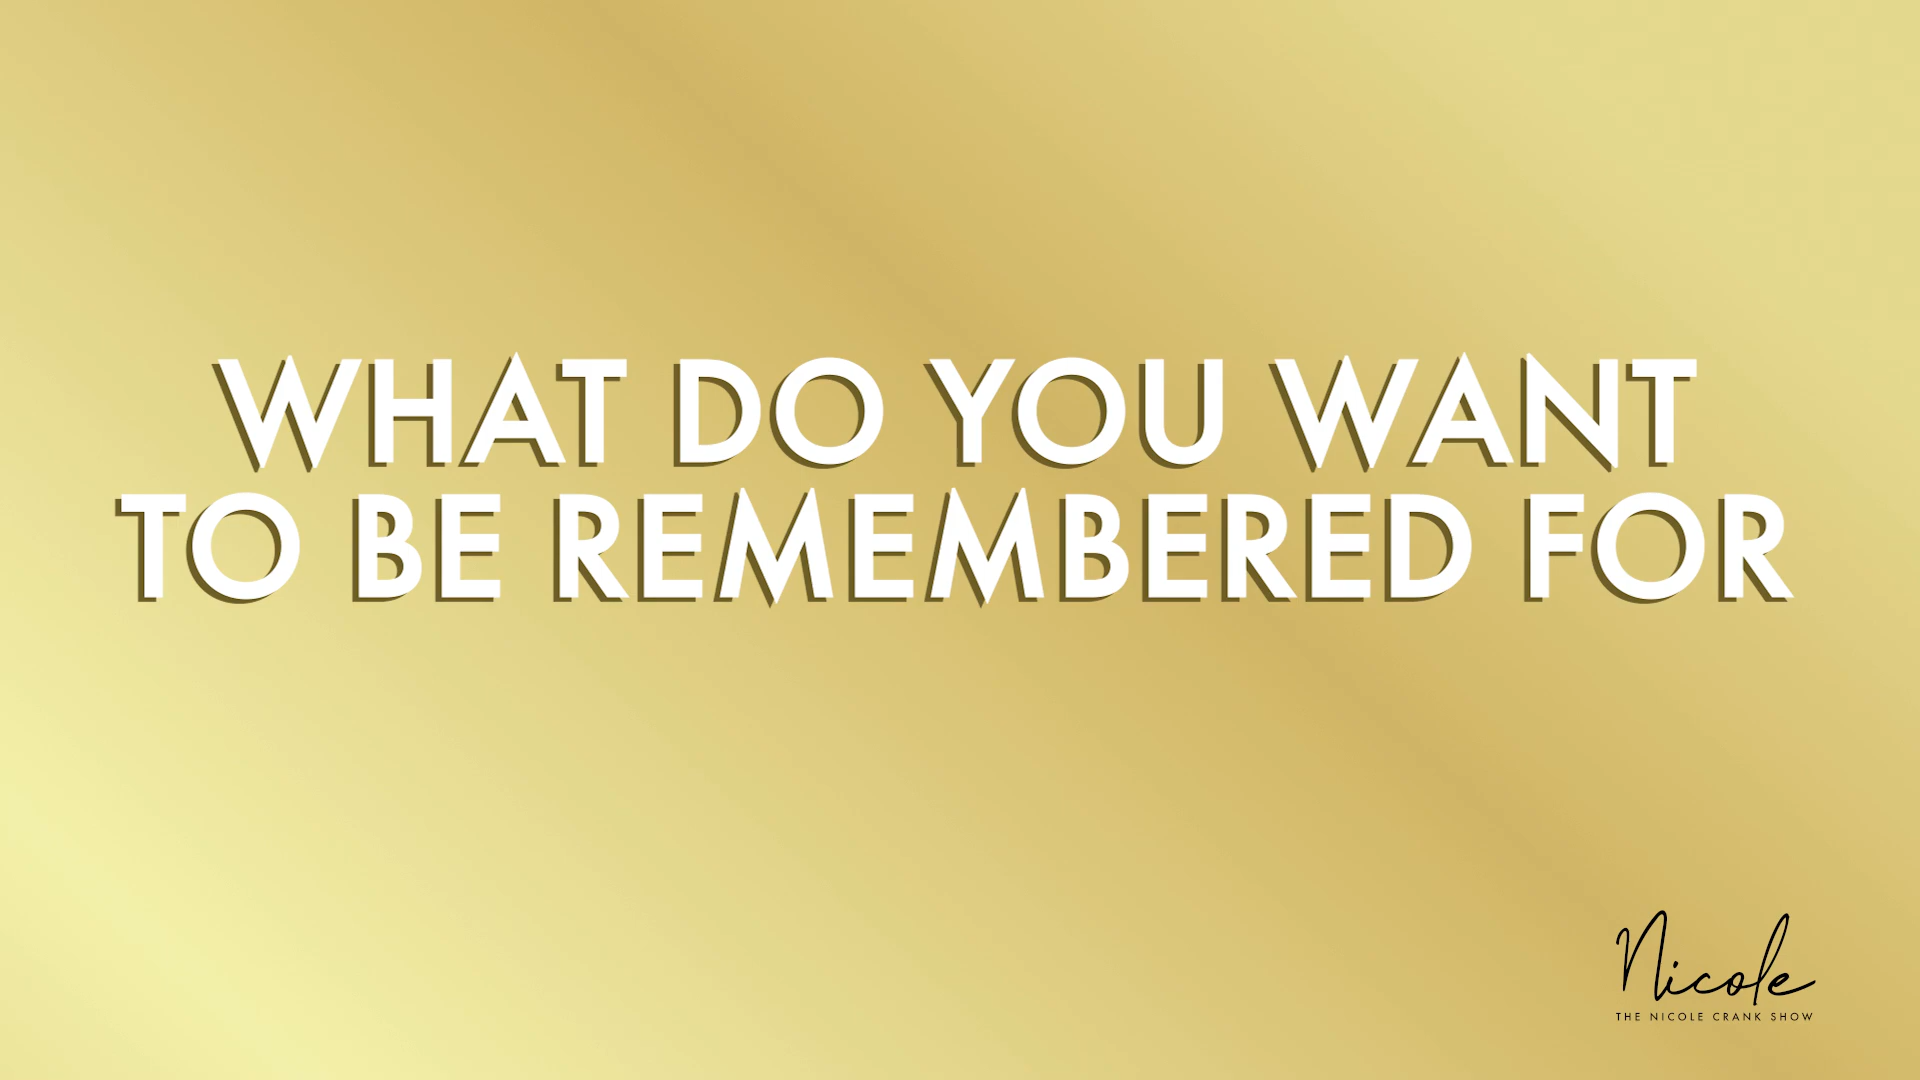 WHAT DO YOU WANT
TO BE REMEMBERED FOR
Nicole
THE NICOLE CRANK SHOW